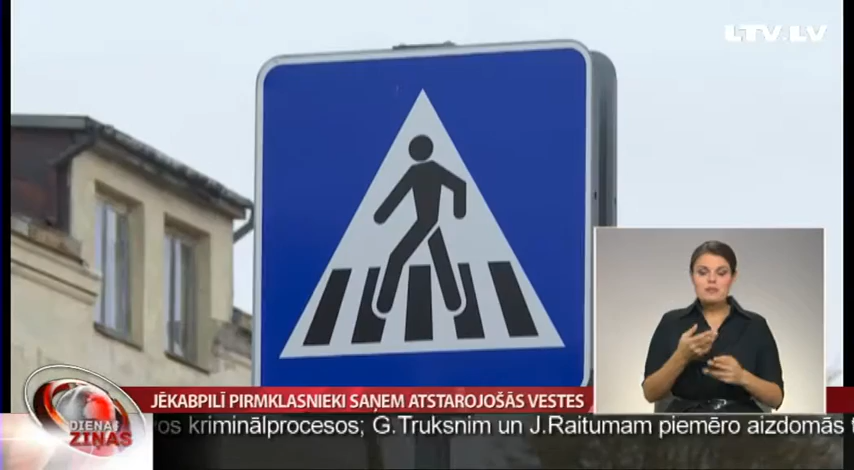 LTV.LV
JĒKABPILĪ PIRMKLASNIEKI SAŅEM ATSTAROJOŠĀS VESTES
DIENAS
ZIŅAS
kriminālprocesos; G.Truksnim un J.Raitumam piemēro aizdomās